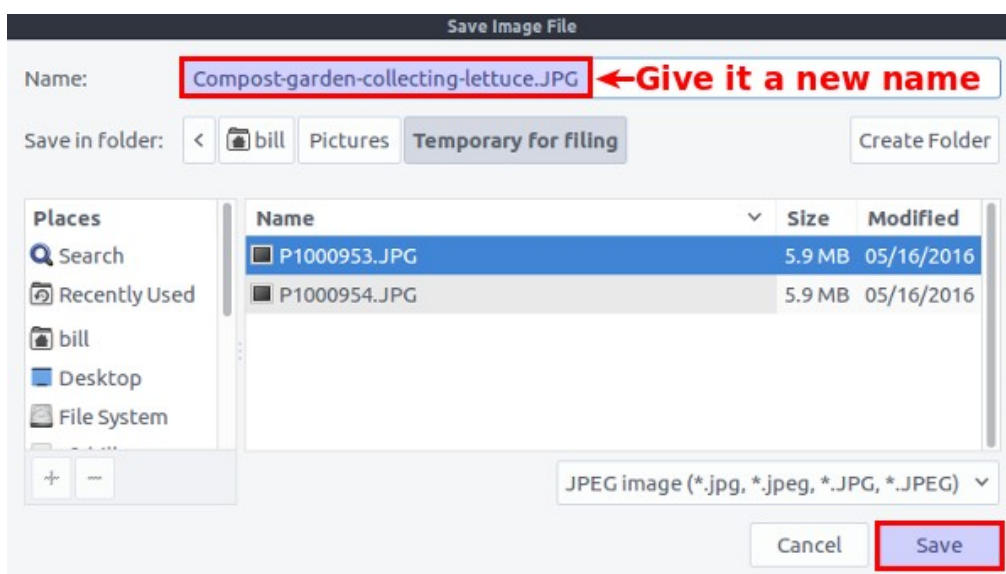 Save Image File
Name: Compost-garden-collecting-lettuce.JPG ←Give it a new name
Save in folder: < bill Pictures Temporary for filing Create Folder
Places
Search
Recently Used
bill
Desktop
File System
Name Size Modified
P1000953.JPG 5.9 MB 05/16/2016
P1000954.JPG 5.9 MB 05/16/2016
JPEG image (*.jpg, *.jpeg, *.JPG, *.JPEG)
Cancel Save